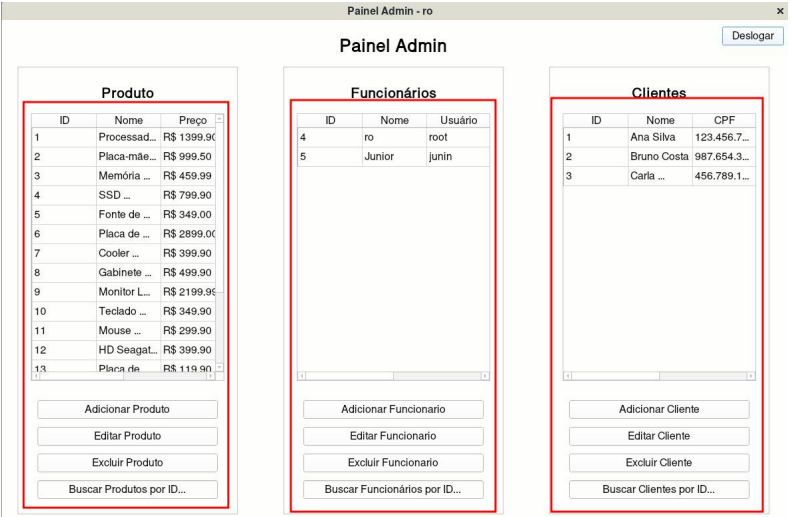 Painel Admin - ro x
Painel Admin
Deslogar
Produto
ID Nome Preço
1 Processad... R$ 1399.90
2 Placa-mãe... R$ 999.50
3 Memória ... R$ 459.99
4 SSD ... R$ 799.90
5 Fonte de ... R$ 349.00
6 Placa de ... R$ 2899.00
7 Cooler ... R$ 399.90
8 Gabinete ... R$ 499.90
9 Monitor L... R$ 2199.99
10 Teclado ... R$ 349.90
11 Mouse ... R$ 299.90
12 HD Seagat... R$ 399.90
13 Placa de R$ 119.90
Adicionar Produto
Editar Produto
Excluir Produto
Buscar Produtos por ID...
Funcionários
ID Nome Usuário
4 ro root
5 Junior junin
Adicionar Funcionario
Editar Funcionario
Excluir Funcionario
Buscar Funcionários por ID...
Clientes
ID Nome CPF
1 Ana Silva 123.456.7...
2 Bruno Costa 987.654.3...
3 Carla ... 456.789.1...
Adicionar Cliente
Editar Cliente
Excluir Cliente
Buscar Clientes por ID...